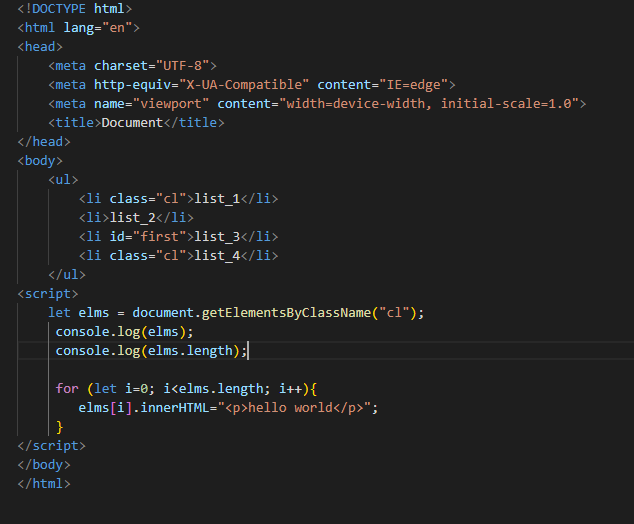 <!DOCTYPE html>
<html lang="en">
<head>
    <meta charset="UTF-8">
    <meta http-equiv="X-UA-Compatible" content="IE=edge">
    <meta name="viewport" content="width=device-width, initial-scale=1.0">
    <title>Document</title>
</head>
<body>
    <ul>
        <li class="cl">list_1</li>
        <li>list_2</li>
        <li id="first">list_3</li>
        <li class="cl">list_4</li>
    </ul>
<script>
    let elms = document.getElementsByClassName("cl");
     console.log(elms);
     console.log(elms.length);
     for (let i=0; i<elms.length; i++){
        elms[i].innerHTML="<p>hello world</p>";
     }
</script>
</body>
</html>